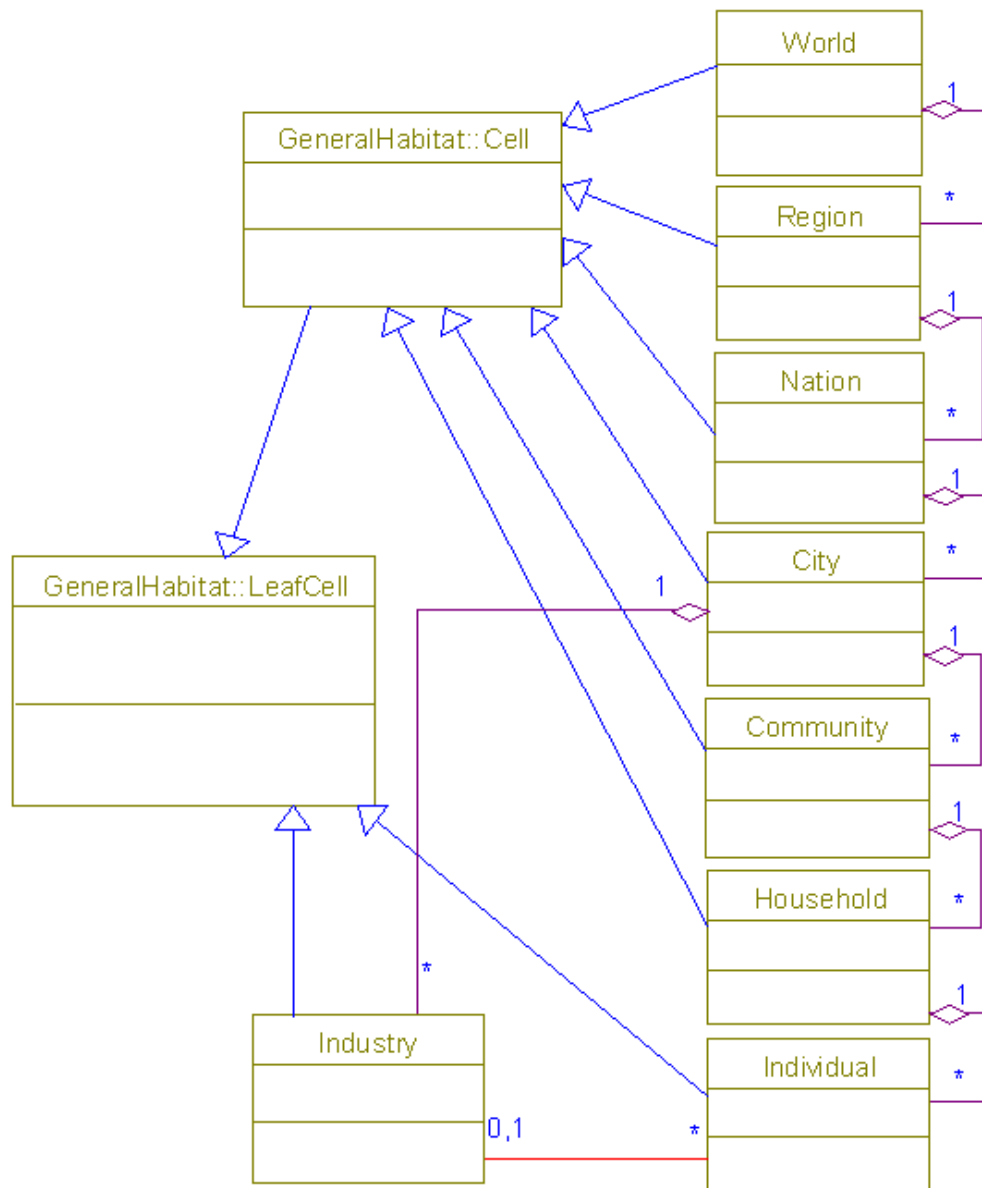 World
1
GeneralHabitat::Cell
*
Region
1
Nation
*
1
City
*
1
1
GeneralHabitat::LeafCell
Community
*
1
Household
*
*
1
Industry
Individual
*
0,1
*